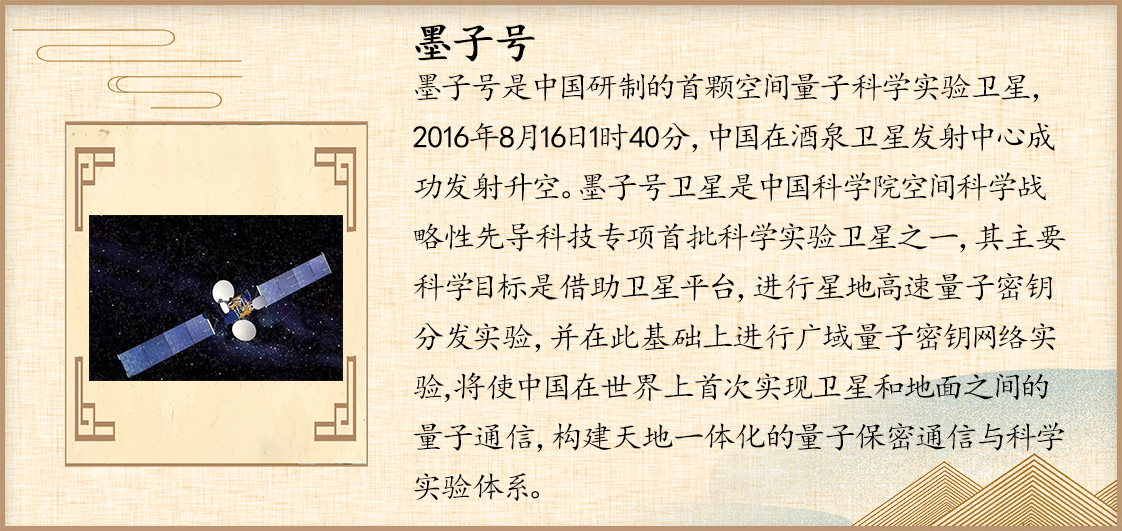 墨子号
墨子号是中国研制的首颗空间量子科学实验卫星，
2016年8月16日1时40分，中国在酒泉卫星发射中心成
功发射升空。墨子号卫星是中国科学院空间科学战
略性先导科技专项首批科学实验卫星之一，其主要
科学目标是借助卫星平台，进行星地高速量子密钥
分发实验，并在此基础上进行广域量子密钥网络实
验,将使中国在世界上首次实现卫星和地面之间的
量子通信，构建天地一体化的量子保密通信与科学
实验体系。